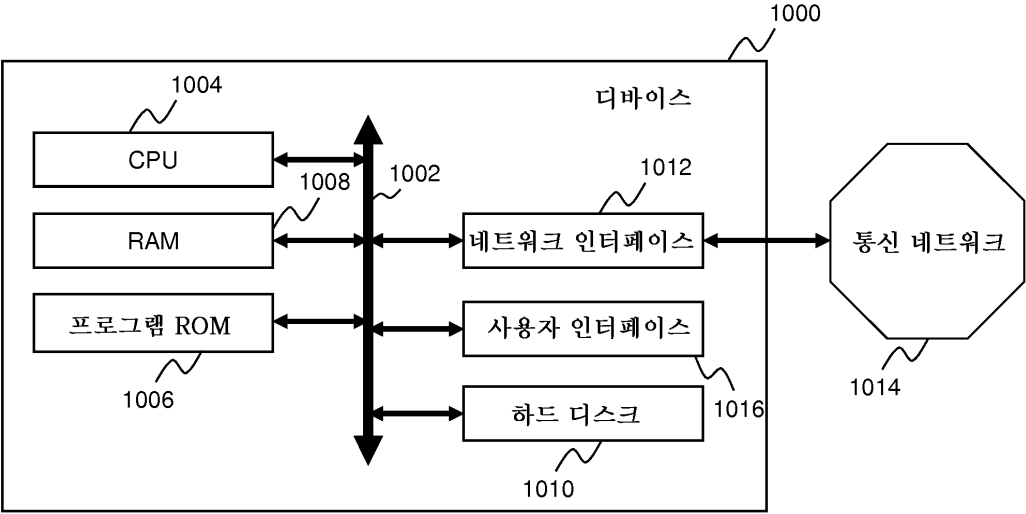 1000
디바이스
1004
CPU
1008
RAM
프로그램 ROM
1006
1002
1012
네트워크 인터페이스
사용자 인터페이스
1016
하드 디스크
1010
통신 네트워크
1014